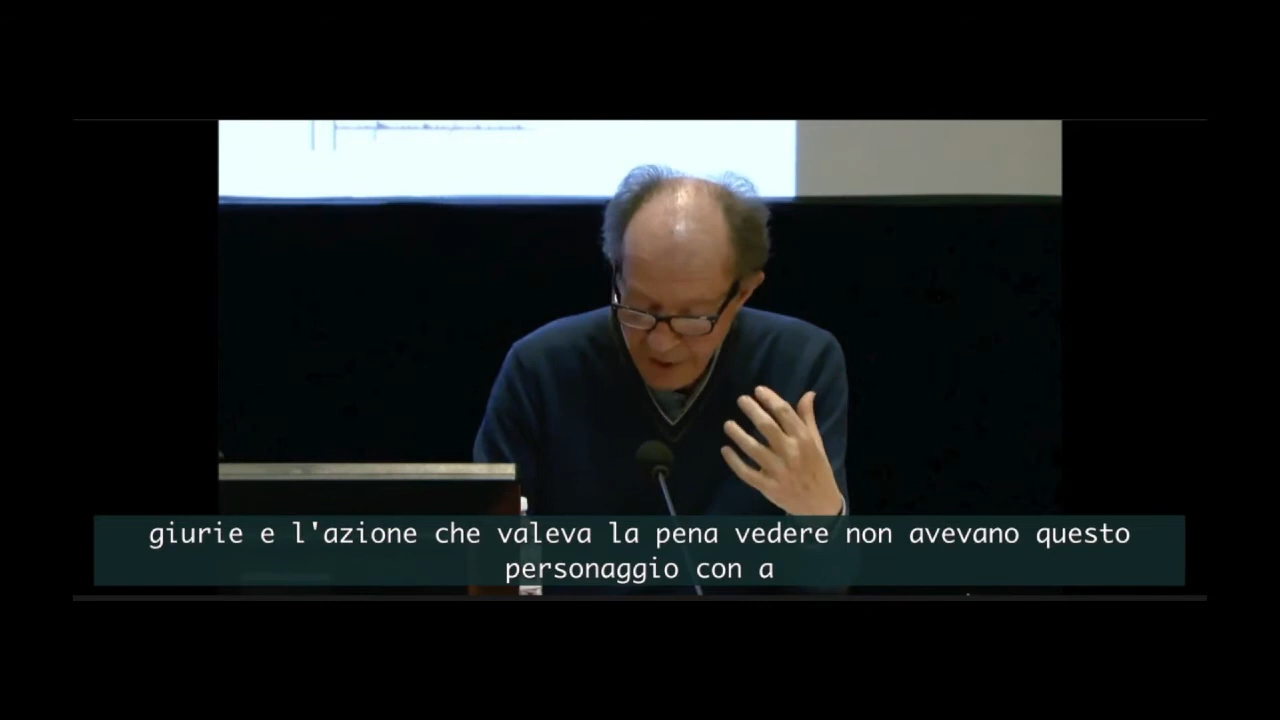 giurie e l'azione che valeva la pena vedere non avevano questo
personaggio con a